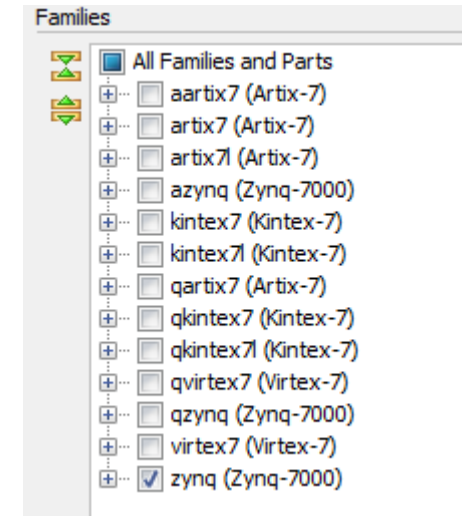 Families
All Families and Parts
aartix7 (Artix-7)
artix7 (Artix-7)
artix7l (Artix-7)
azynq (Zynq-7000)
kintex7 (Kintex-7)
kintex7l (Kintex-7)
qartix7 (Artix-7)
qkintex7 (Kintex-7)
qkintex7l (Kintex-7)
qvirtex7 (Virtex-7)
qzynq (Zynq-7000)
virtex7 (Virtex-7)
zynq (Zynq-7000)